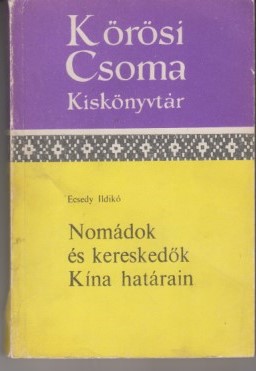 Kőrösi
Csoma
Kiskönyvtár
Ecsedy Ildikó
Nomádok
és kereskedők
Kína határain